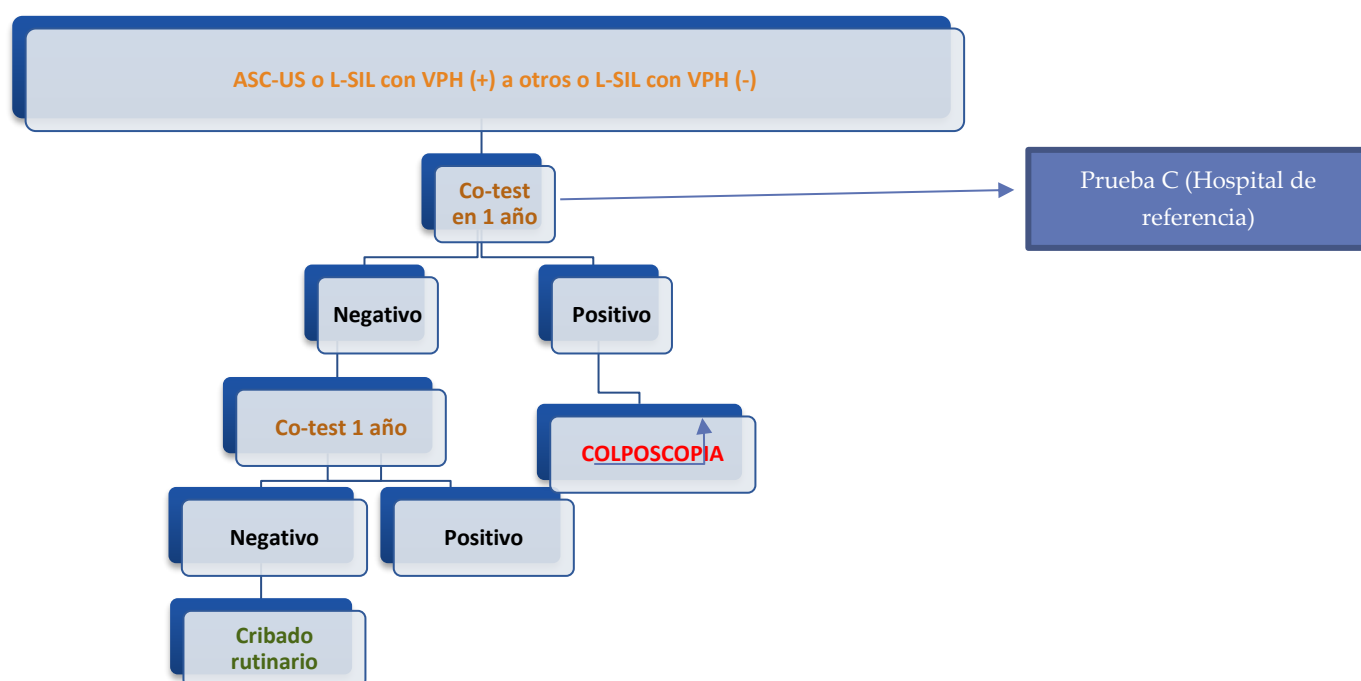 ASC-US o L-SIL con VPH (+) a otros o L-SIL con VPH (-)
Co-test
en 1 año
Prueba C (Hospital de
referencia)
Negativo
Positivo
Co-test 1 año
COLPOSCOPIA
Negativo
Positivo
Cribado
rutinario